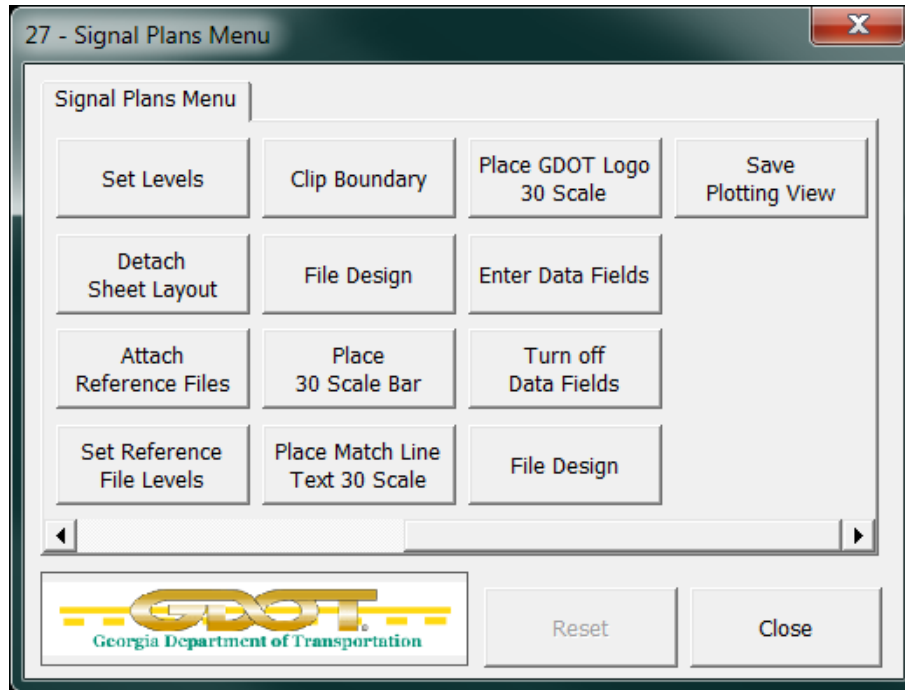 27 - Signal Plans Menu
X
Signal Plans Menu
Set Levels
Clip Boundary
Place GDOT Logo
30 Scale
Save
Plotting View
Detach
Sheet Layout
File Design
Enter Data Fields
Attach
Reference Files
Place
30 Scale Bar
Turn off
Data Fields
Set Reference
File Levels
Place Match Line
Text 30 Scale
File Design
GDOT
Georgia Department of Transportation
Reset
Close